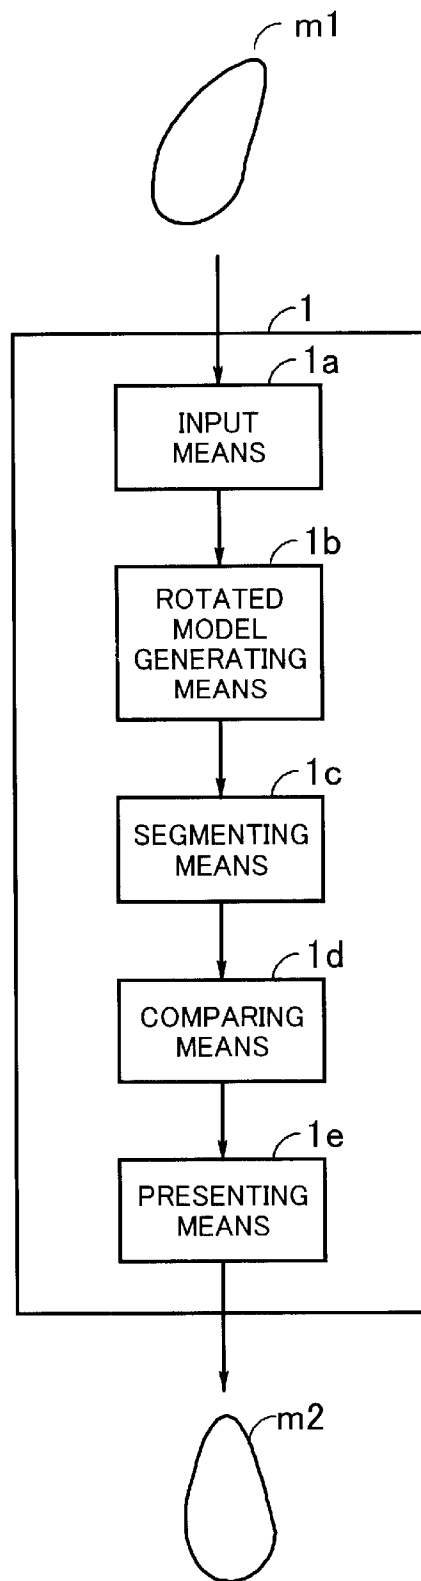 m1
1
1a
INPUT
MEANS
1b
ROTATED
MODEL
GENERATING
MEANS
1c
SEGMENTING
MEANS
1d
COMPARING
MEANS
1e
PRESENTING
MEANS
m2